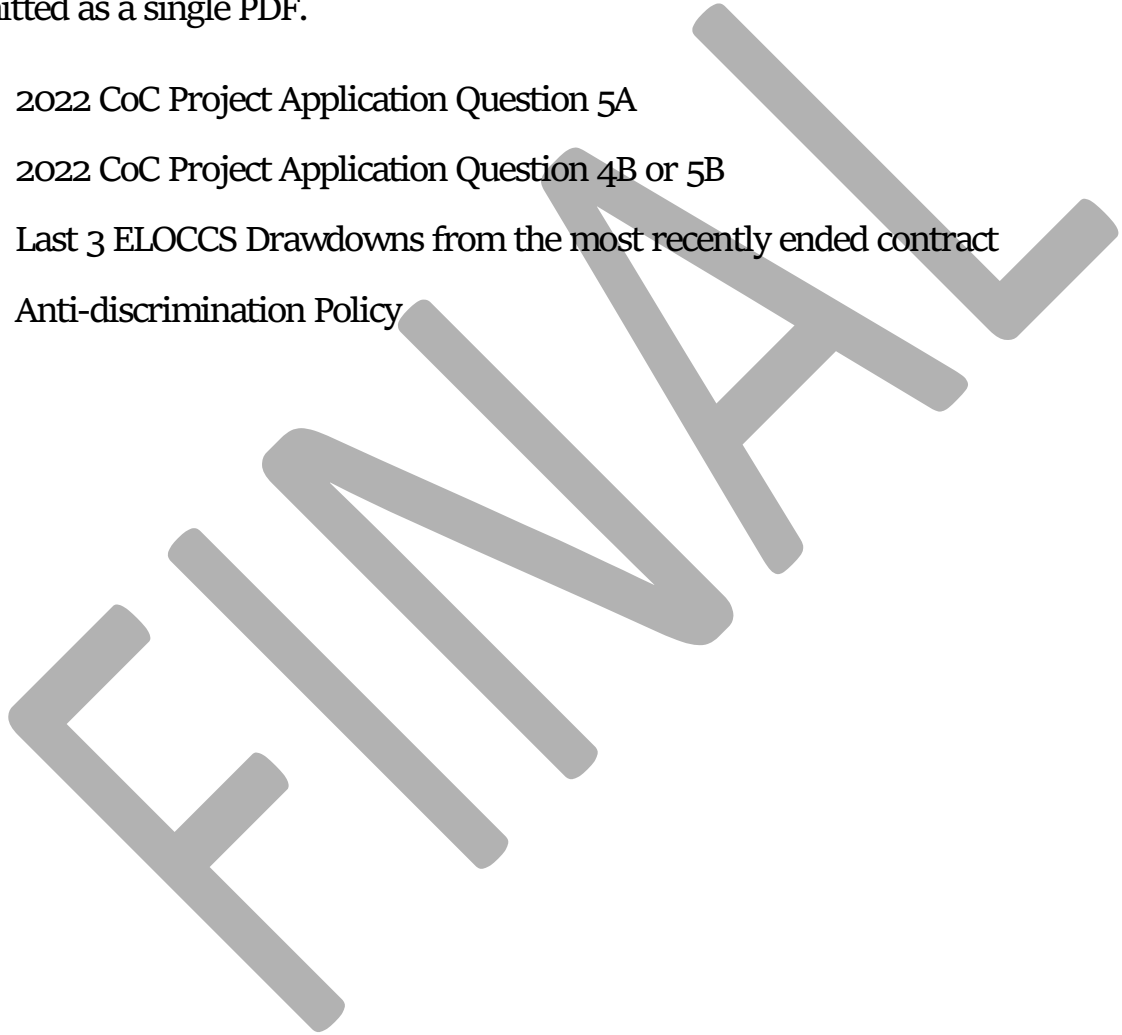 itted as a single PDF.
2022 CoC Project Application Question 5A
2022 CoC Project Application Question 4B or 5B
Last 3 ELOCCS Drawdowns from the most recently ended contract
Anti-discrimination Policy
FINAL